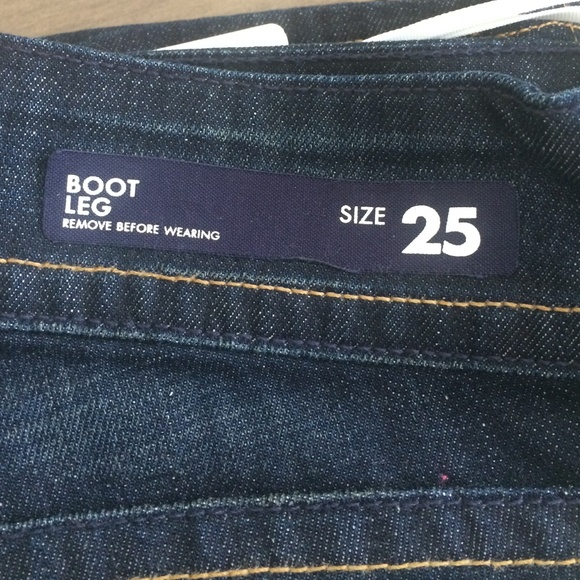 BOOT
LEG
REMOVE BEFORE WEARING
SIZE 25